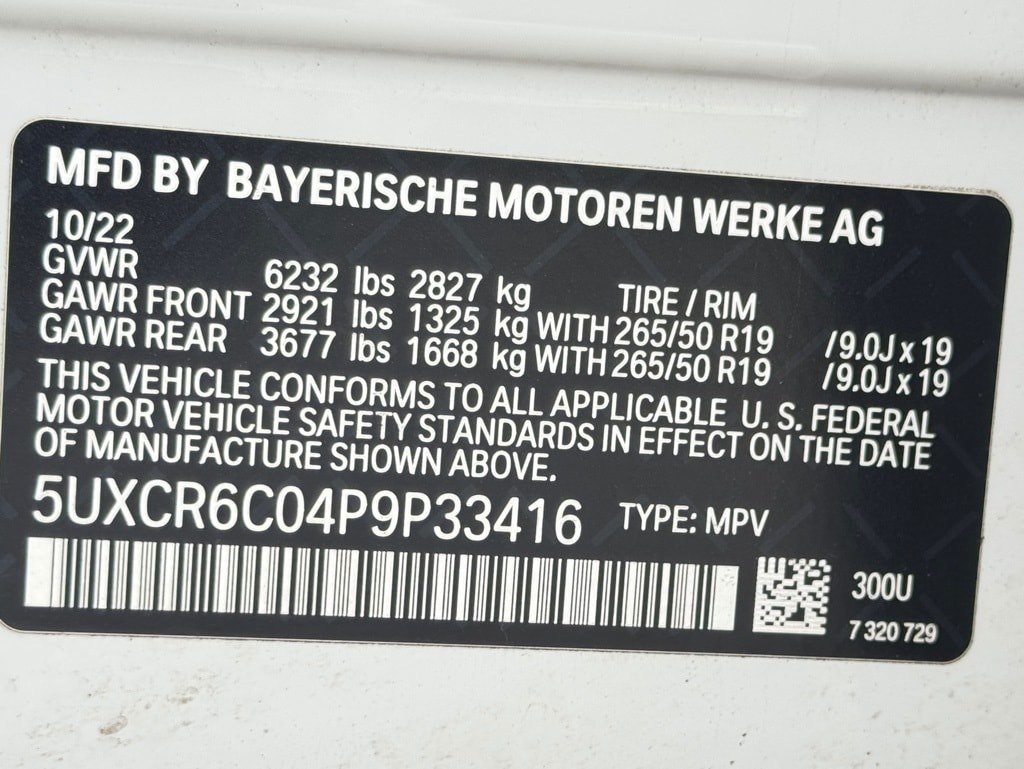 MFD BY BAYERISCHE MOTOREN WERKE AG
10/22
GVWR 6232 lbs 2827 kg TIRE / RIM
GAWR FRONT 2921 lbs 1325 kg WITH 265/50 R19 /9.0J x 19
GAWR REAR 3677 lbs 1668 kg WITH 265/50 R19 /9.0J x 19
THIS VEHICLE CONFORMS TO ALL APPLICABLE U. S. FEDERAL
MOTOR VEHICLE SAFETY STANDARDS IN EFFECT ON THE DATE
OF MANUFACTURE SHOWN ABOVE.
5UXCR6C04P9P33416 TYPE: MPV
300U
7 320 729